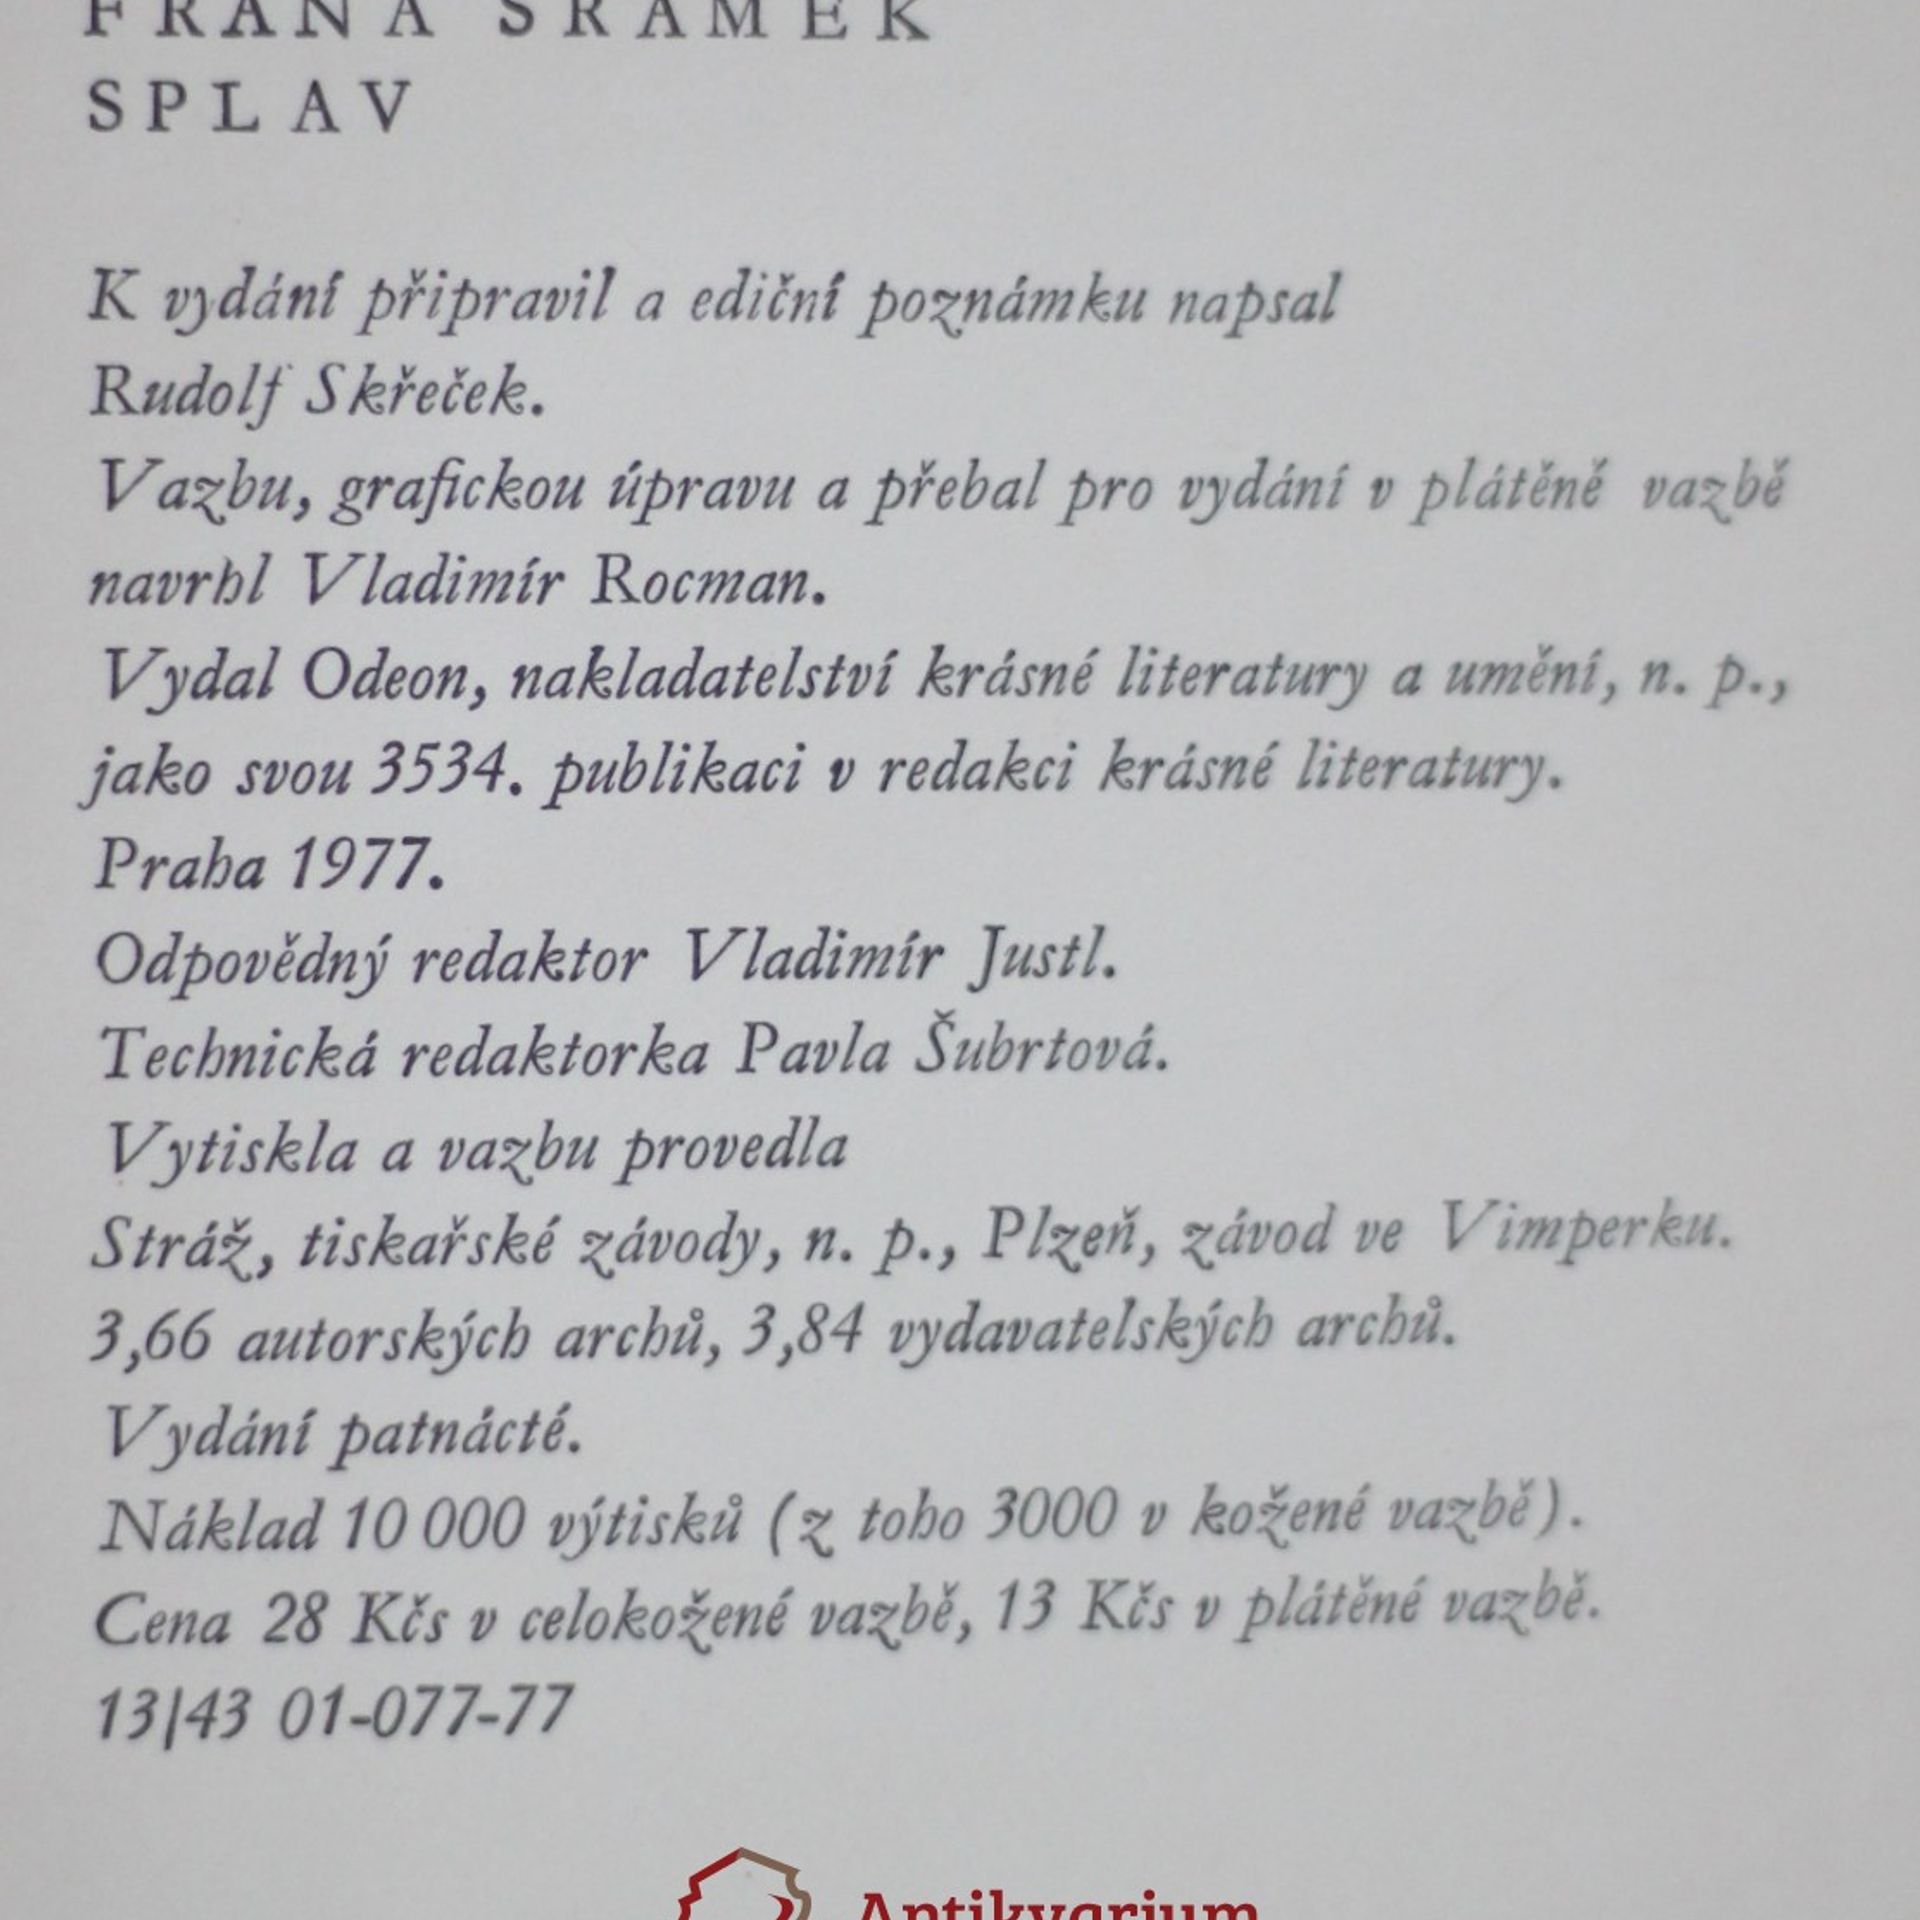 FRÁŇA ŠRÁMEK
SPLAV
K vydání připravil a ediční poznámku napsal
Rudolf Skřeček.
Vazbu, grafickou úpravu a přebal pro vydání v plátěně vazbě
navrhl Vladimír Rocman.
Vydal Odeon, nakladatelství krásné literatury a umění, n. p.,
jako svou 3534. publikaci v redakci krásné literatury.
Praha 1977.
Odpovědný redaktor Vladimír Justl.
Technická redaktorka Pavla Šubrtová.
Vytiskla a vazbu provedla
Stráž, tiskařské závody, n. p., Plzeň, závod ve Vimperku.
3,66 autorských archů, 3,84 vydavatelských archů.
Vydání patnácté.
Náklad 10 000 výtisků (z toho 3000 v kožené vazbě).
Cena 28 Kčs v celokožené vazbě, 13 Kčs v plátěné vazbě.
13|43 01-077-77
Antikvarium